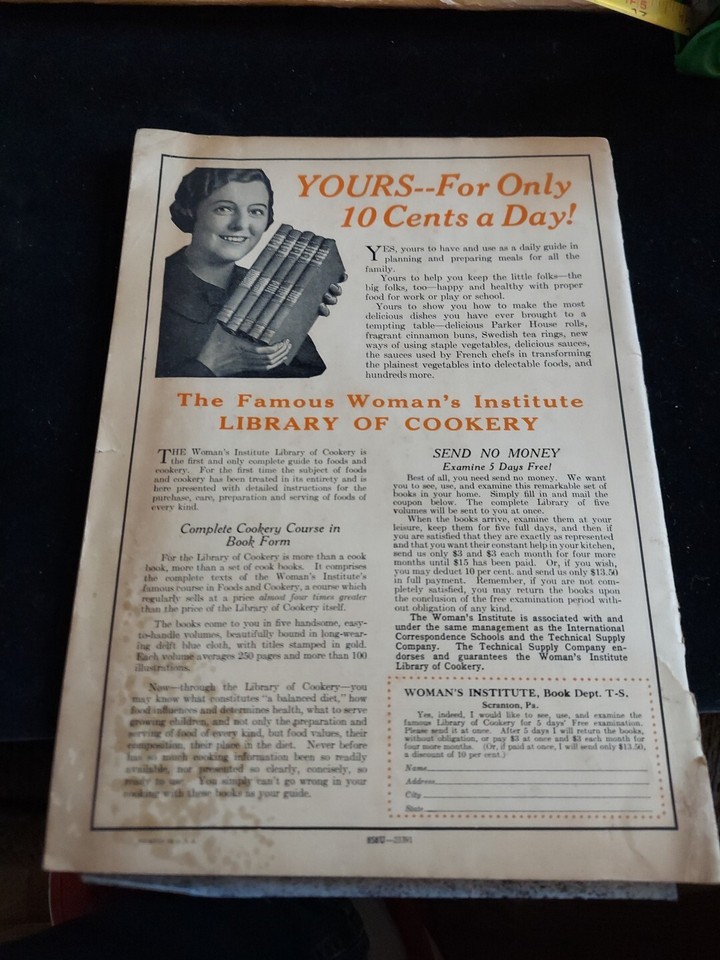 YOURS--For Only
10 Cents a Day!
YES, yours to have and use as a daily guide in
planning and preparing meals for all the
family.
Yours to help you keep the little folks—the
big folks, too—happy and healthy with proper
food for work or play or school.
Yours to show you how to make the most
delicious dishes you have ever brought to a
tempting table—delicious Parker House rolls,
fragrant cinnamon buns, Swedish tea rings, new
ways of using staple vegetables, delicious sauces,
the sauces used by French chefs in transforming
the plainest vegetables into delectable foods, and
hundreds more.
The Famous Woman's Institute
LIBRARY OF COOKERY
THE Woman's Institute Library of Cookery is
the first and only complete guide to foods and
cookery. For the first time the subject of foods
and cookery has been treated in its entirety and is
here presented with detailed instructions for the
purchase, care, preparation and serving of foods of
every kind.
Complete Cookery Course in
Book Form
For the Library of Cookery is more than a cook
book, more than a set of cook books. It comprises
the complete texts of the Woman's Institute's
famous course in Foods and Cookery, a course which
regularly sells at a price almost four times greater
than the price of the Library of Cookery itself.
The books come to you in five handsome, easy-
to-handle volumes, beautifully bound in long-wear-
ing delft blue cloth, with titles stamped in gold.
Each volume averages 250 pages and more than 100
illustrations.
Now—through the Library of Cookery—you
may know what constitutes "a balanced diet," how
food influences and determines health, what to serve
growing children, and not only the preparation and
serving of food of every kind, but food values, their
composition, their place in the diet. Never before
has so much cooking information been so readily
available, nor presented so clearly, concisely, so
ready to use. You simply can't go wrong in your
cooking with these books as your guide.
SEND NO MONEY
Examine 5 Days Free!
Best of all, you need send no money. We want
you to see, use, and examine this remarkable set of
books in your home. Simply fill in and mail the
coupon below. The complete Library of five
volumes will be sent to you at once.
When the books arrive, examine them at your
leisure, keep them for five full days, and then if
you are satisfied that they are exactly as represented
and that you want their constant help in your kitchen,
send us only $3 and $3 each month for four more
months until $15 has been paid. Or, if you wish,
you may deduct 10 per cent. and send us only $13.50
in full payment. Remember, if you are not com-
pletely satisfied, you may return the books upon
the conclusion of the free examination period with-
out obligation of any kind.
The Woman's Institute is associated with and
under the same management as the International
Correspondence Schools and the Technical Supply
Company. The Technical Supply Company en-
dorses and guarantees the Woman's Institute
Library of Cookery.
WOMAN'S INSTITUTE, Book Dept. T-S,
Scranton, Pa.
Yes, indeed, I would like to see, use, and examine the
famous Library of Cookery for 5 days' Free examination.
Please send it at once. After 5 days I will return the books,
without obligation, or pay $3 at once and $3 each month for
four more months. (Or, if paid at once, I will send only $13.50,
a discount of 10 per cent.)
Name
Address
City
State
PRINTED IN U.S.A.